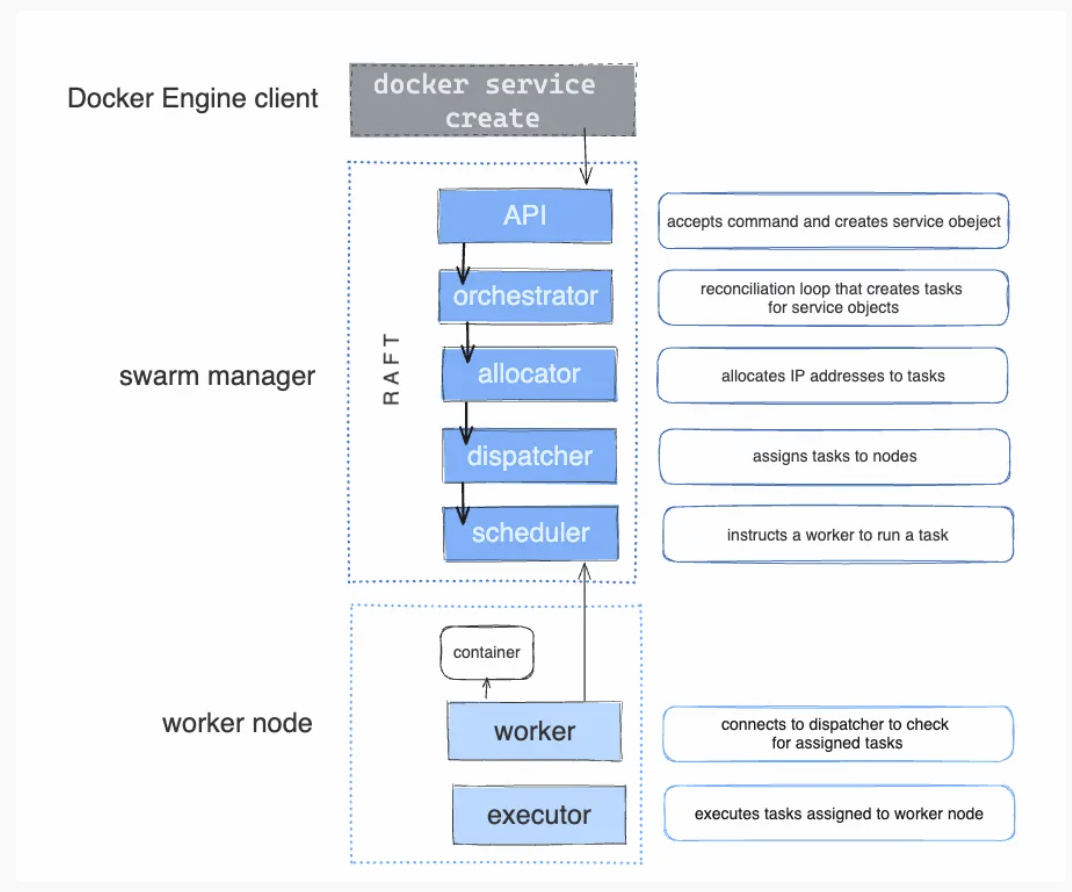 Docker Engine client
docker service
create
API
accepts command and creates service obeject
orchestrator
reconciliation loop that creates tasks
for service objects
swarm manager
RAFT
allocator
allocates IP addresses to tasks
dispatcher
assigns tasks to nodes
scheduler
instructs a worker to run a task
container
worker node
worker
connects to dispatcher to check
for assigned tasks
executor
executes tasks assigned to worker node